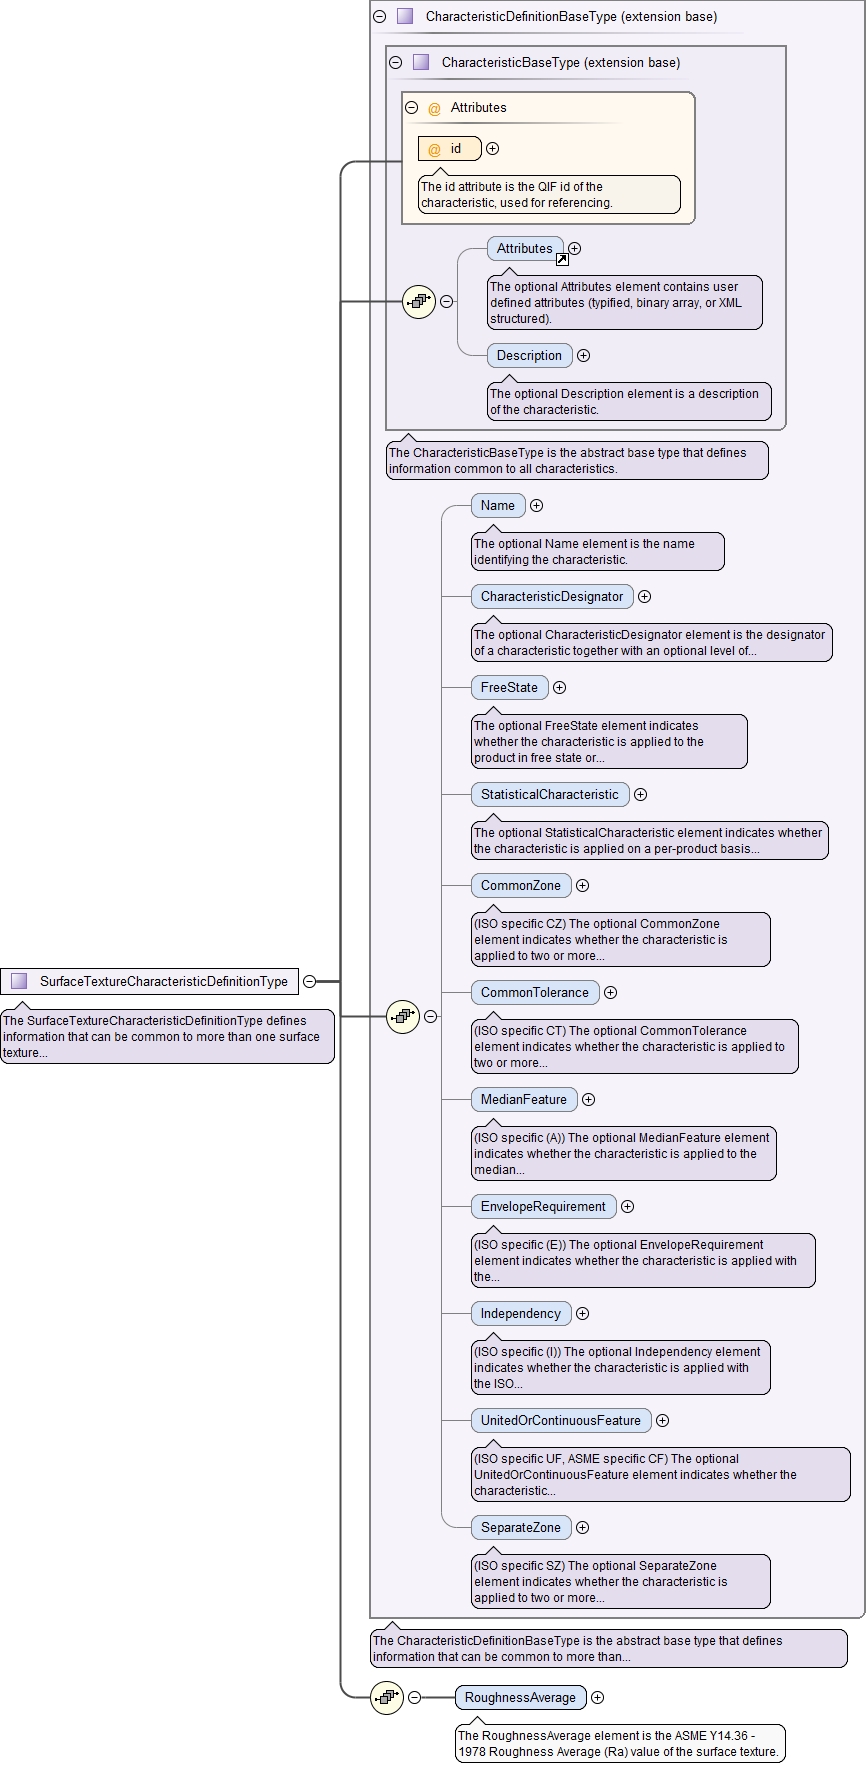 CharacteristicDefinitionBaseType (extension base)
CharacteristicBaseType (extension base)
@ Attributes
@ id
The id attribute is the QIF id of the
characteristic, used for referencing.
Attributes
The optional Attributes element contains user
defined attributes (typified, binary array, or XML
structured).
Description
The optional Description element is a description
of the characteristic.
The CharacteristicBaseType is the abstract base type that defines
information common to all characteristics.
Name
The optional Name element is the name
identifying the characteristic.
CharacteristicDesignator
The optional CharacteristicDesignator element is the designator
of a characteristic together with an optional level of...
FreeState
The optional FreeState element indicates
whether the characteristic is applied to the
product in free state or...
StatisticalCharacteristic
The optional StatisticalCharacteristic element indicates whether
the characteristic is applied on a per-product basis...
CommonZone
(ISO specific CZ) The optional CommonZone
element indicates whether the characteristic is
applied to two or more...
SurfaceTextureCharacteristicDefinitionType
The SurfaceTextureCharacteristicDefinitionType defines
information that can be common to more than one surface
texture...
CommonTolerance
(ISO specific CT) The optional CommonTolerance
element indicates whether the characteristic is applied to
two or more...
MedianFeature
(ISO specific (A)) The optional MedianFeature element
indicates whether the characteristic is applied to the
median...
EnvelopeRequirement
(ISO specific (E)) The optional EnvelopeRequirement
element indicates whether the characteristic is applied with
the...
Independency
(ISO specific (I)) The optional Independency element
indicates whether the characteristic is applied with
the ISO...
UnitedOrContinuousFeature
(ISO specific UF, ASME specific CF) The optional
UnitedOrContinuousFeature element indicates whether the
characteristic...
SeparateZone
(ISO specific SZ) The optional SeparateZone
element indicates whether the characteristic is
applied to two or more...
The CharacteristicDefinitionBaseType is the abstract base type that defines
information that can be common to more than...
RoughnessAverage
The RoughnessAverage element is the ASME Y14.36 -
1978 Roughness Average (Ra) value of the surface texture.